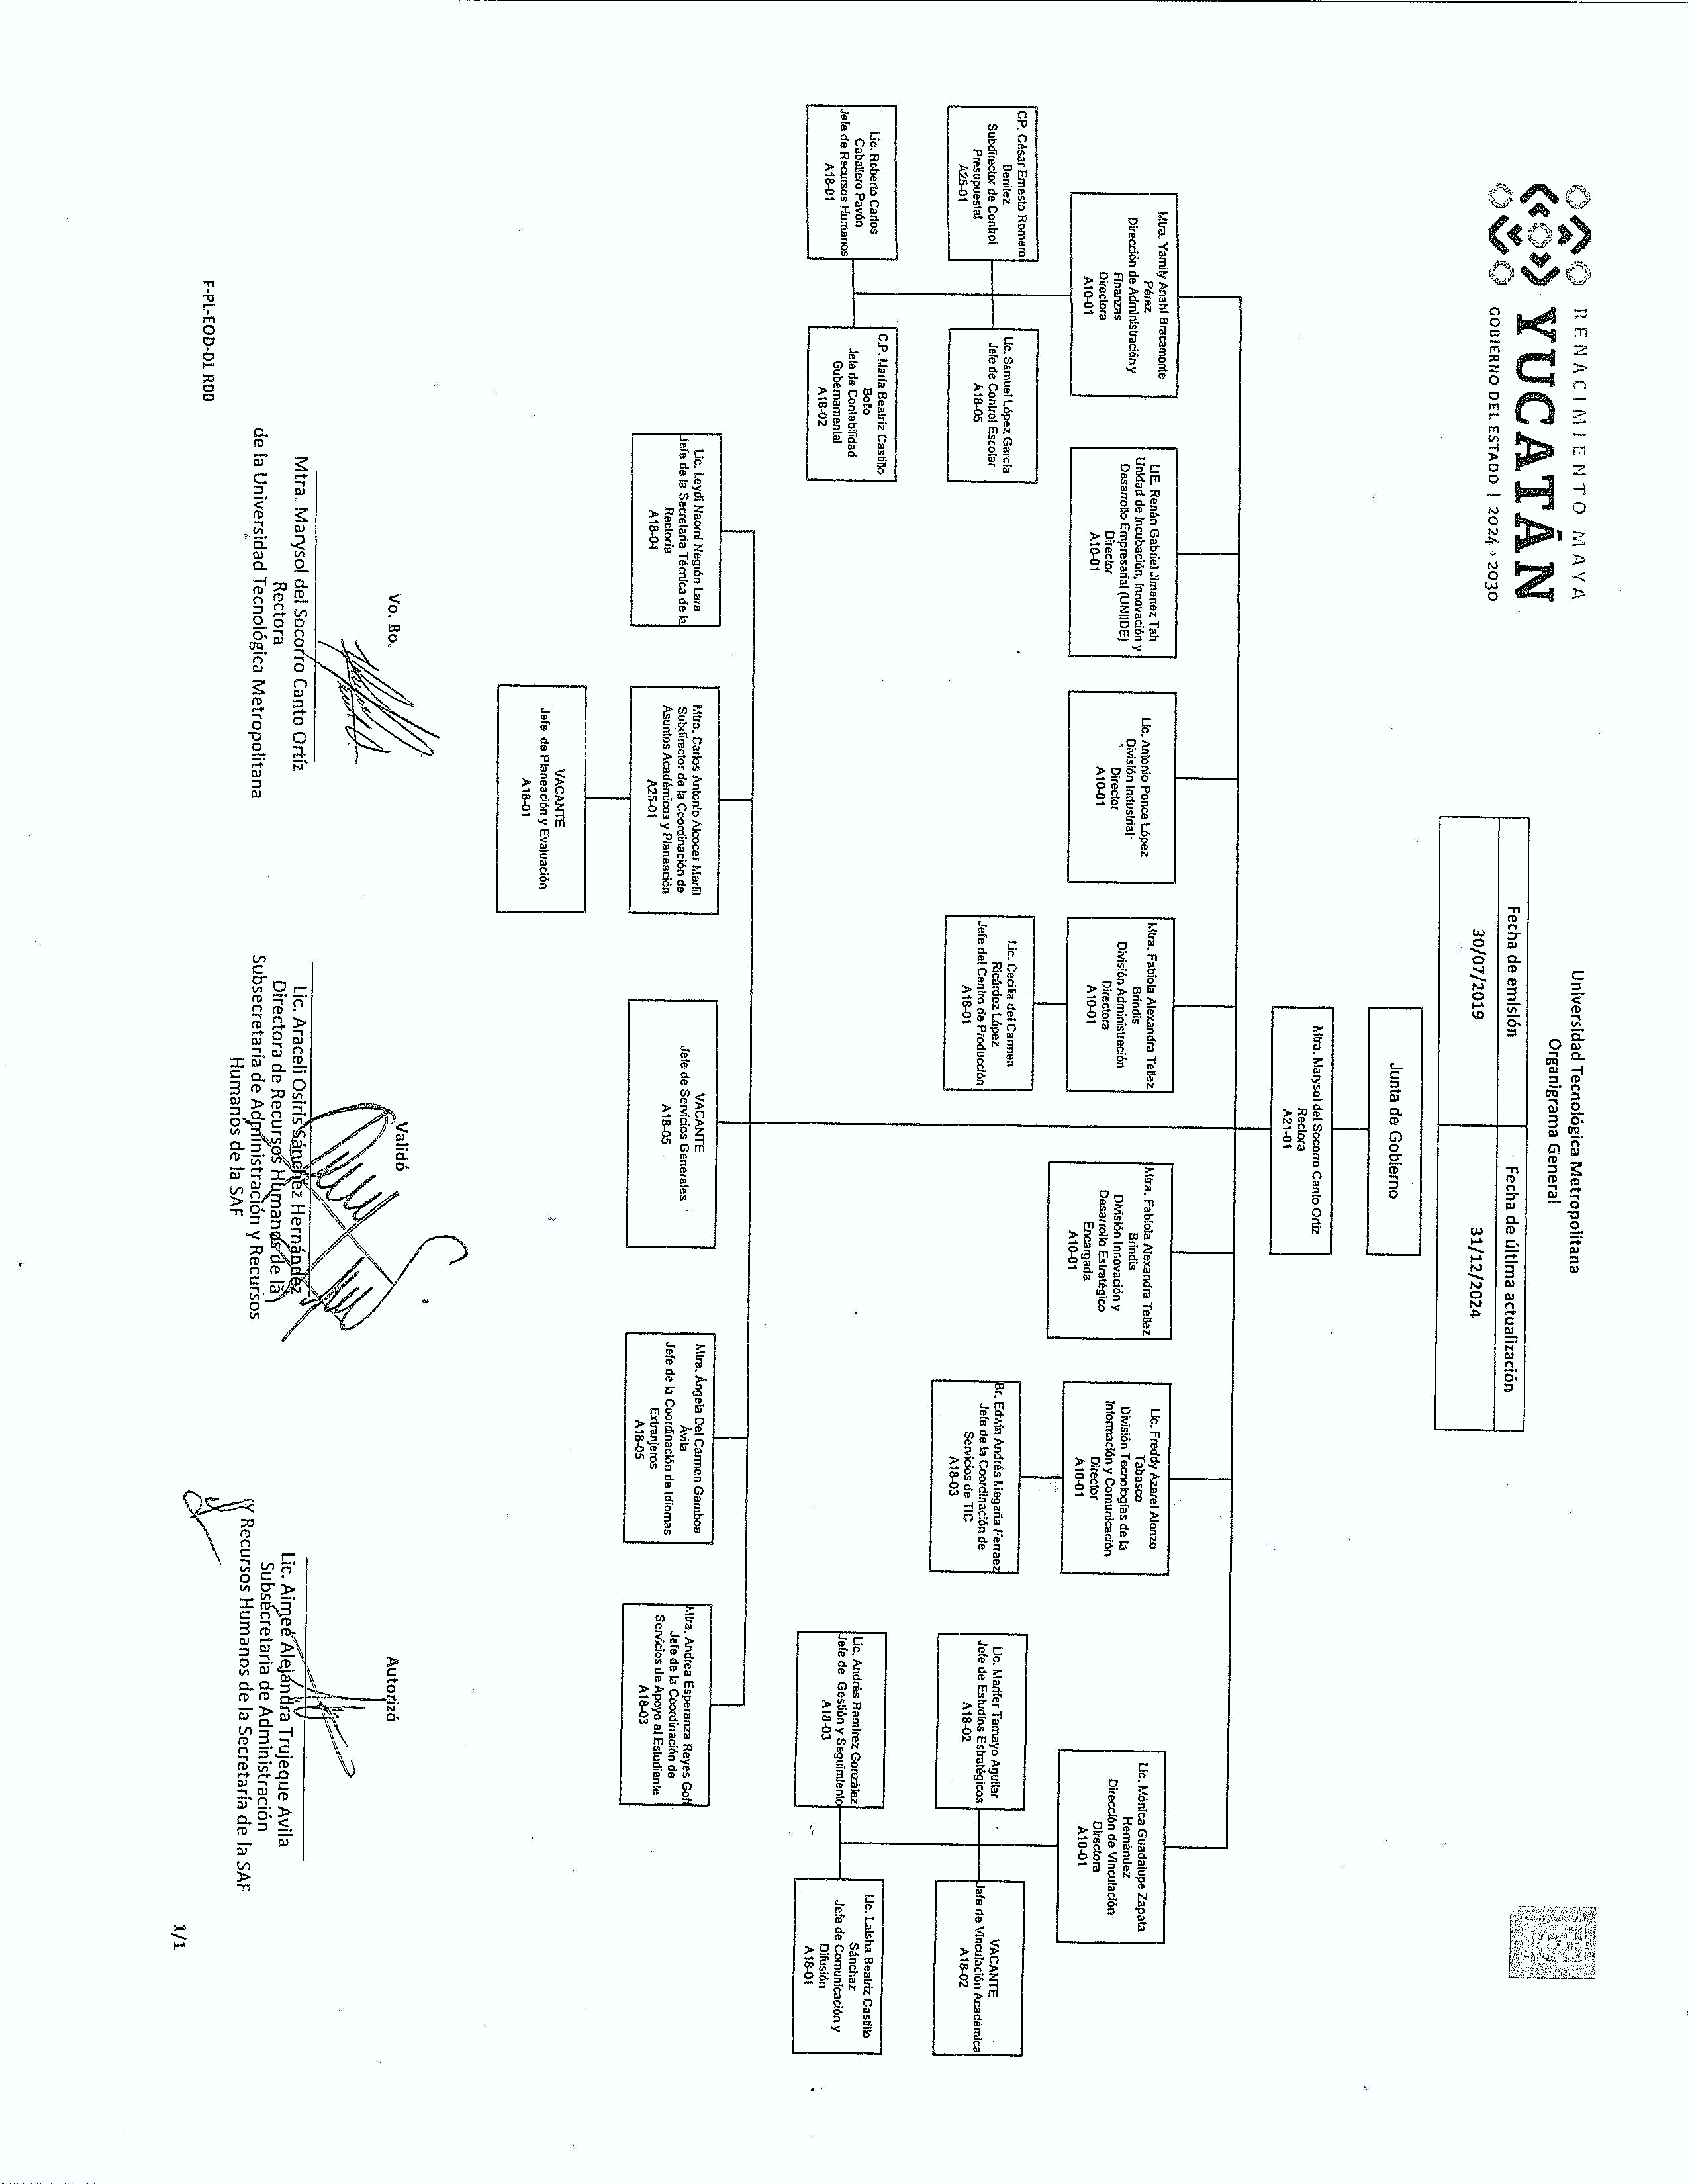 RENACIMIENTO MAYA
YUCATÁN
GOBIERNO DEL ESTADO | 2024 › 2030
Universidad Tecnológica Metropolitana
Organigrama General
Fecha de emisión
Fecha de última actualización
30/07/2019
31/12/2024
Junta de Gobierno
Mtra. Marysol del Socorro Canto Ortiz
Rectora
A21-01
Mtra. Yamily Anahí Bracamonte
Pérez
Dirección de Administración y
Finanzas
Directora
A10-01
LIE. Renán Gabriel Jimenez Tah
Unidad de Incubación, Innovación y
Desarrollo Empresarial (UNIIDE)
Director
A10-01
Lic. Antonio Ponce López
División Industrial
Director
A10-01
Mtra. Fabiola Alexandra Tellez
Brindis
División Administración
Directora
A10-01
Mtra. Fabiola Alexandra Tellez
Brindis
División Innovación y
Desarrollo Estratégico
Encargada
A10-01
Lic. Freddy Azarel Alonzo
Tabasco
División Tecnologías de la
Información y Comunicación
Director
A10-01
Lic. Mónica Guadalupe Zapata
Hernández
Dirección de Vinculación
Directora
A10-01
CP. César Ernesto Romero
Benítez
Subdirector de Control
Presupuestal
A25-01
Lic. Samuel López García
Jefe de Control Escolar
A18-05
Lic. Cecilia del Carmen
Ricárdez López
Jefe del Centro de Producción
A18-01
Br. Edwin Andrés Magaña Ferraez
Jefe de la Coordinación de
Servicios de TIC
A18-03
Lic. Marifer Tamayo Aguilar
Jefe de Estudios Estratégicos
A18-02
VACANTE
Jefe de Vinculación Académica
A18-02
Lic. Roberto Carlos
Caballero Pavón
Jefe de Recursos Humanos
A18-01
C.P. María Beatriz Castillo
Bollo
Jefe de Contabilidad
Gubernamental
A18-02
Lic. Andrés Ramírez González
Jefe de Gestión y Seguimiento
A18-03
Lic. Laisha Beatriz Castillo
Sánchez
Jefe de Comunicación y
Difusión
A18-01
Lic. Leydi Naomi Negrón Lara
Jefe de la Secretaria Técnica de la
Rectoría
A18-04
Mtro. Carlos Antonio Alcocer Marfil
Subdirector de la Coordinación de
Asuntos Académicos y Planeación
A25-01
VACANTE
Jefe de Servicios Generales
A18-05
Mtra. Ángela Del Carmen Gamboa
Ávila
Jefe de la Coordinación de Idiomas
Extranjeros
A18-05
Mtra. Andrea Esperanza Reyes Goff
Jefe de la Coordinación de
Servicios de Apoyo al Estudiante
A18-03
VACANTE
Jefe de Planeación y Evaluación
A18-01
Vo. Bo.
Mtra. Marysol del Socorro Canto Ortíz
Rectora
de la Universidad Tecnológica Metropolitana
Validó
Lic. Araceli Osiris Sánchez Hernández
Directora de Recursos Humanos de la
Subsecretaría de Administración y Recursos
Humanos de la SAF
Autorizó
Lic. Aimeé Alejandra Trujeque Avila
Subsecretaria de Administración
Y Recursos Humanos de la Secretaría de la SAF
F-PL-EOD-01 R00
1/1